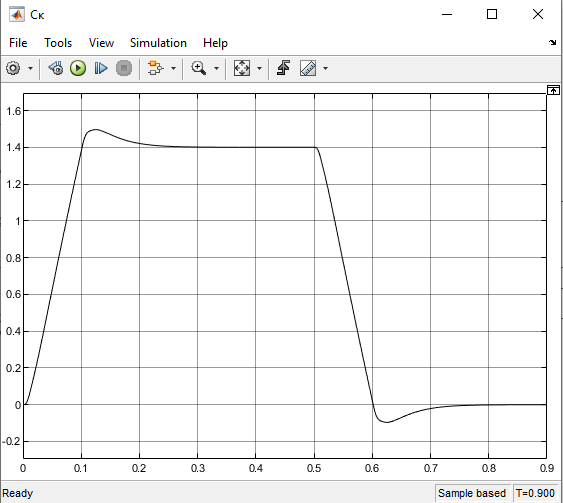 Ск
File Tools View Simulation Help
1.6
1.4
1.2
1
0.8
0.6
0.4
0.2
0
-0.2
0 0.1 0.2 0.3 0.4 0.5 0.6 0.7 0.8 0.9
Ready Sample based T=0.900